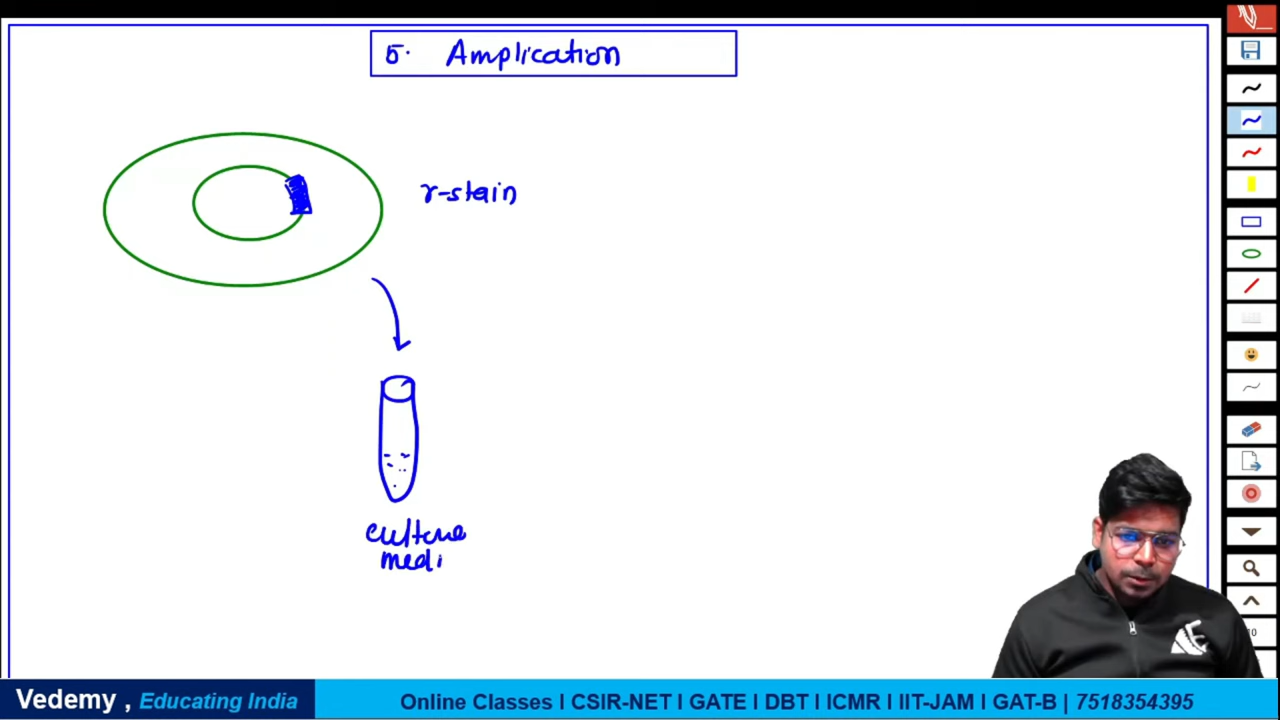 5. Amplication
r-stain
culture
medi
Vedemy , Educating India
Online Classes I CSIR-NET I GATE I DBT I ICMR I IIT-JAM I GAT-B | 7518354395